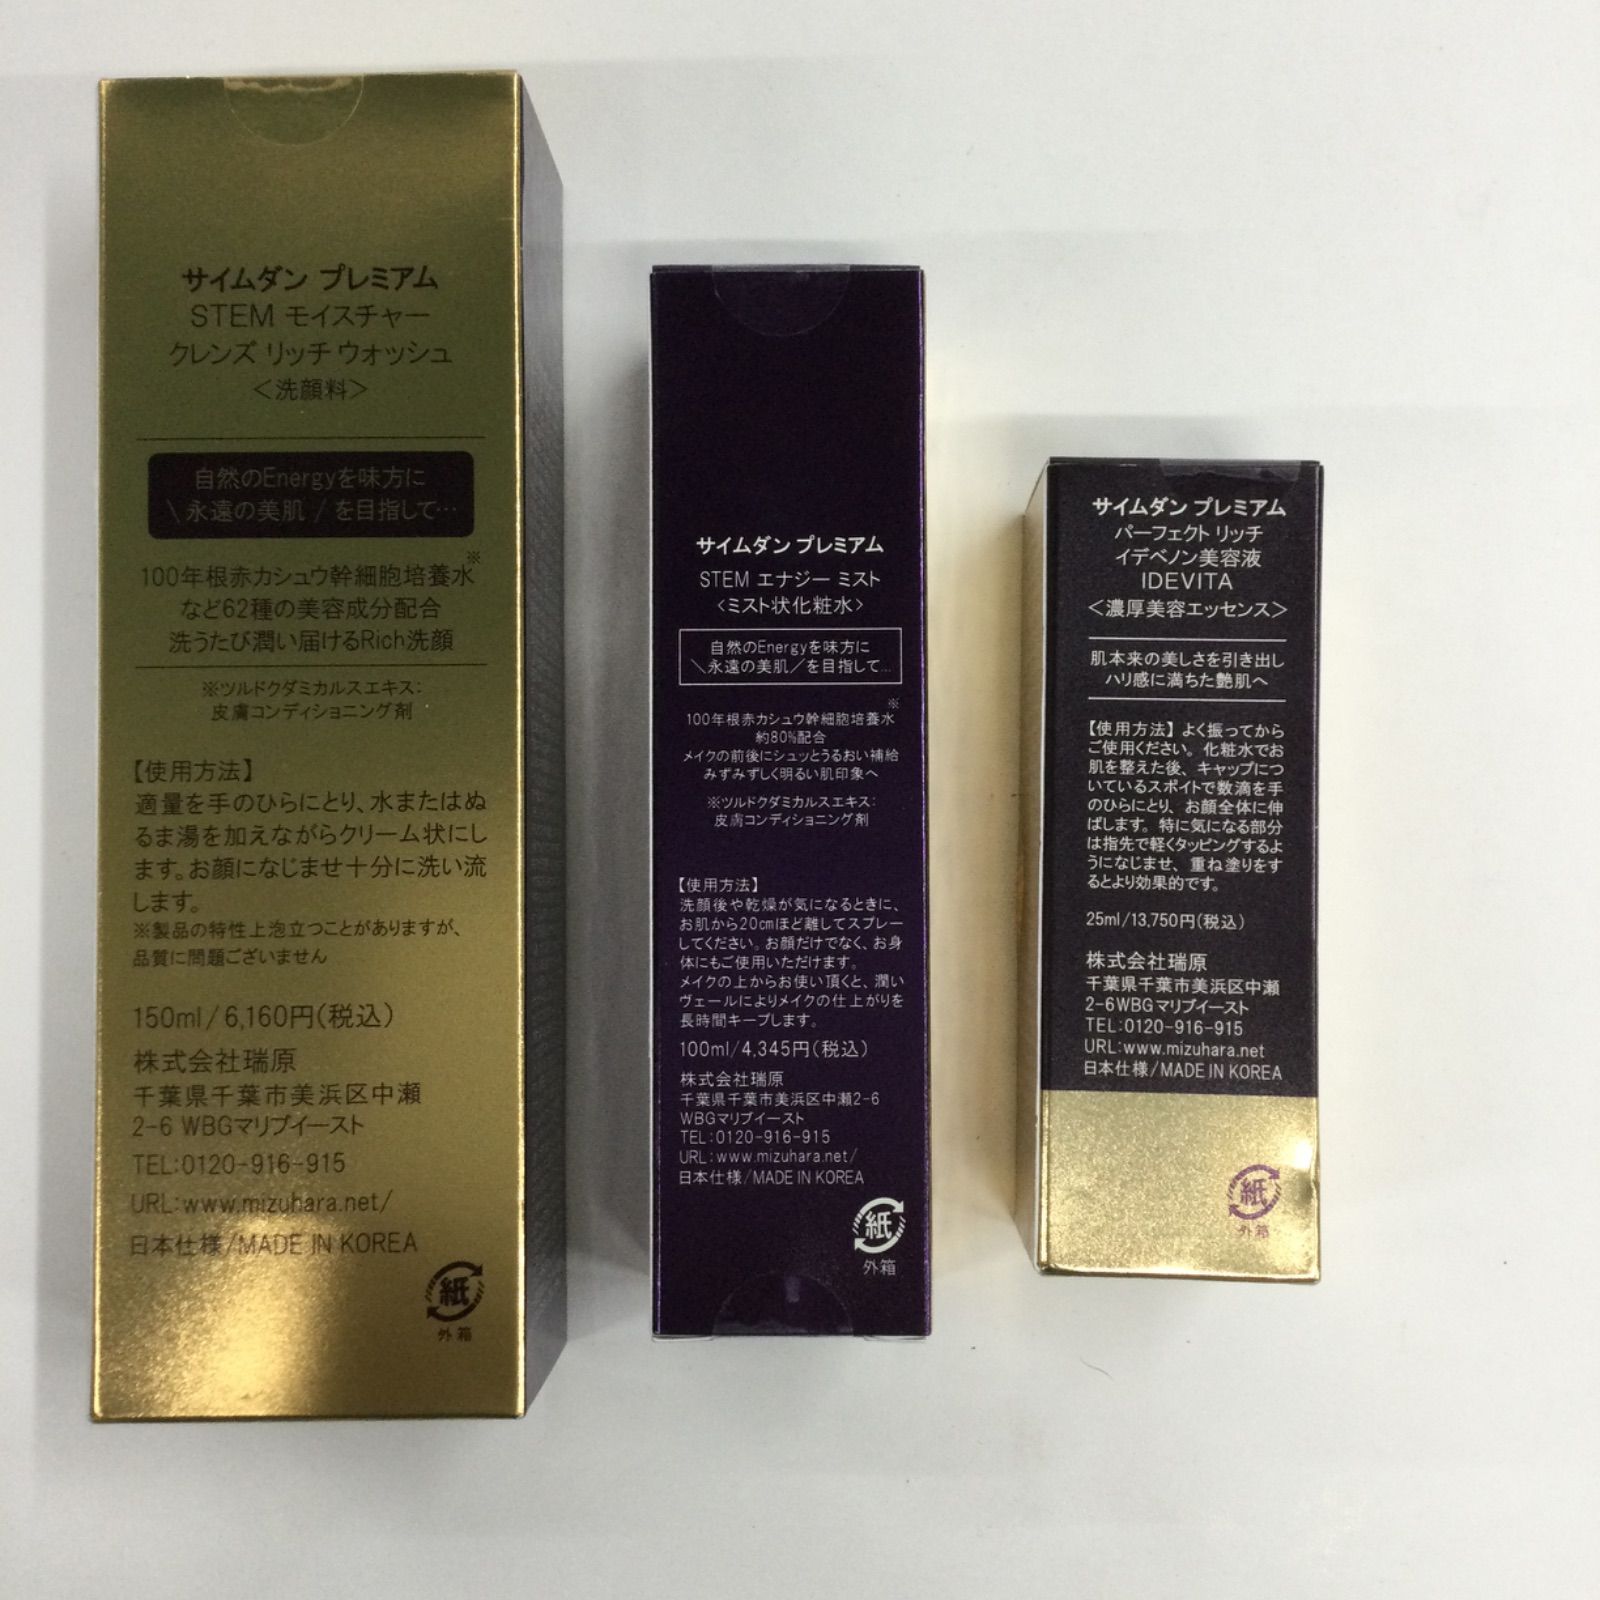 サイムダン プレミアム
STEM モイスチャー
クレンズ リッチ ウォッシュ
＜洗顔料＞
自然のEnergyを味方に
\ 永遠の美肌 / を目指して…
100年根赤カシュウ幹細胞培養水※
など62種の美容成分配合
洗うたび潤い届けるRich洗顔
※ツルドクダミカルスエキス：
皮膚コンディショニング剤
【使用方法】
適量を手のひらにとり、水またはぬ
るま湯を加えながらクリーム状にし
ます。お顔になじませ十分に洗い流
します。
※製品の特性上泡立つことがありますが、
品質に問題ございません
150ml/6,160円(税込)
株式会社瑞原
千葉県千葉市美浜区中瀬
2-6 WBGマリブイースト
TEL:0120-916-915
URL:www.mizuhara.net/
日本仕様/MADE IN KOREA
紙
外箱
サイムダン プレミアム
STEM エナジー ミスト
<ミスト状化粧水>
自然のEnergyを味方に
＼永遠の美肌／を目指して…
100年根赤カシュウ幹細胞培養水※
約80%配合
メイクの前後にシュッとうるおい補給
みずみずしく明るい肌印象へ
※ツルドクダミカルスエキス：
皮膚コンディショニング剤
【使用方法】
洗顔後や乾燥が気になるときに、
お肌から20cmほど離してスプレー
してください。お顔だけでなく、お身
体にもご使用いただけます。
メイクの上からお使い頂くと、潤い
ヴェールによりメイクの仕上がりを
長時間キープします。
100ml/4,345円(税込)
株式会社瑞原
千葉県千葉市美浜区中瀬2-6
WBGマリブイースト
TEL:0120-916-915
URL:www.mizuhara.net/
日本仕様/MADE IN KOREA
紙
外箱
サイムダン プレミアム
パーフェクト リッチ
イデベノン美容液
IDEVITA
＜濃厚美容エッセンス＞
肌本来の美しさを引き出し
ハリ感に満ちた艶肌へ
【使用方法】よく振ってから
ご使用ください。化粧水でお
肌を整えた後、キャップにつ
いているスポイトで数滴を手
のひらにとり、お顔全体に伸
ばします。特に気になる部分
は指先で軽くタッピングするよ
うになじませ、重ね塗りをす
るとより効果的です。
25ml/13,750円(税込)
株式会社瑞原
千葉県千葉市美浜区中瀬
2-6WBGマリブイースト
TEL:0120-916-915
URL:www.mizuhara.net
日本仕様/MADE IN KOREA
紙
外箱